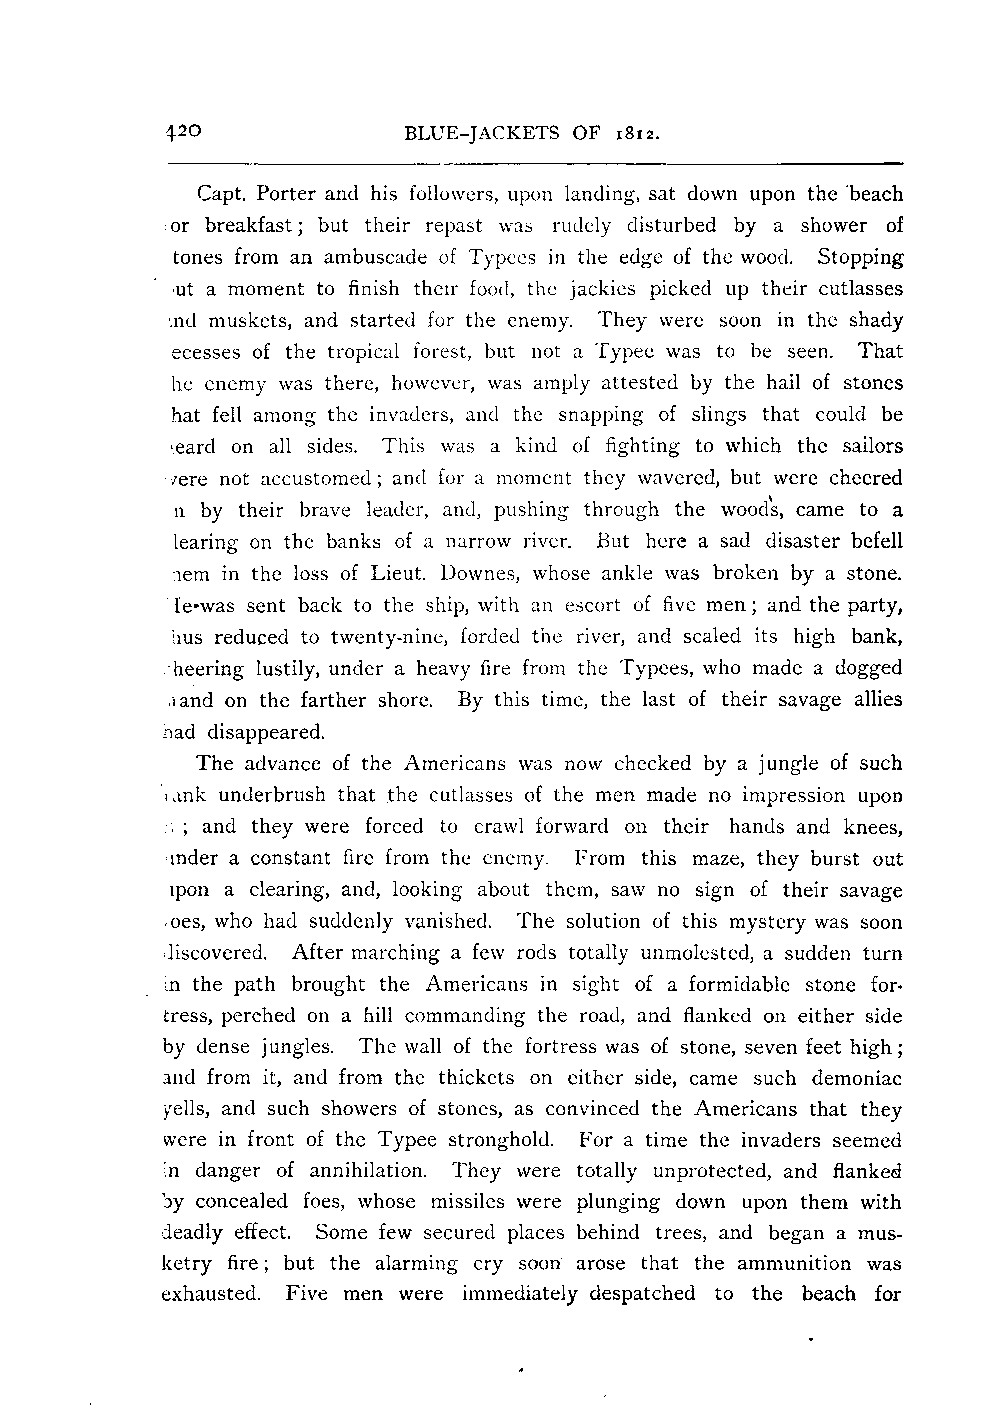 420 BLUE-JACKETS OF 1812.
Capt. Porter and his followers, upon landing, sat down upon the beach
or breakfast; but their repast was rudely disturbed by a shower of
tones from an ambuscade of Typees in the edge of the wood. Stopping
ut a moment to finish their food, the jackies picked up their cutlasses
nd muskets, and started for the enemy. They were soon in the shady
ecesses of the tropical forest, but not a Typee was to be seen. That
he enemy was there, however, was amply attested by the hail of stones
hat fell among the invaders, and the snapping of slings that could be
eard on all sides. This was a kind of fighting to which the sailors
vere not accustomed; and for a moment they wavered, but were cheered
n by their brave leader, and, pushing through the woods, came to a
learing on the banks of a narrow river. But here a sad disaster befell
hem in the loss of Lieut. Downes, whose ankle was broken by a stone.
He was sent back to the ship, with an escort of five men; and the party,
hus reduced to twenty-nine, forded the river, and scaled its high bank,
heering lustily, under a heavy fire from the Typees, who made a dogged
and on the farther shore. By this time, the last of their savage allies
had disappeared.
The advance of the Americans was now checked by a jungle of such
rank underbrush that the cutlasses of the men made no impression upon
; and they were forced to crawl forward on their hands and knees,
under a constant fire from the enemy. From this maze, they burst out
upon a clearing, and, looking about them, saw no sign of their savage
oes, who had suddenly vanished. The solution of this mystery was soon
discovered. After marching a few rods totally unmolested, a sudden turn
in the path brought the Americans in sight of a formidable stone for-
tress, perched on a hill commanding the road, and flanked on either side
by dense jungles. The wall of the fortress was of stone, seven feet high;
and from it, and from the thickets on either side, came such demoniac
yells, and such showers of stones, as convinced the Americans that they
were in front of the Typee stronghold. For a time the invaders seemed
in danger of annihilation. They were totally unprotected, and flanked
by concealed foes, whose missiles were plunging down upon them with
deadly effect. Some few secured places behind trees, and began a mus-
ketry fire; but the alarming cry soon arose that the ammunition was
exhausted. Five men were immediately despatched to the beach for